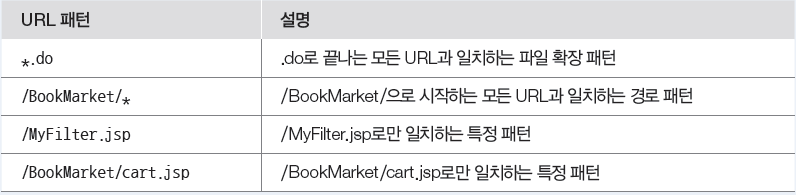 URL 패턴 설명
*.do .do로 끝나는 모든 URL과 일치하는 파일 확장 패턴
/BookMarket/* /BookMarket/으로 시작하는 모든 URL과 일치하는 경로 패턴
/MyFilter.jsp /MyFilter.jsp로만 일치하는 특정 패턴
/BookMarket/cart.jsp /BookMarket/cart.jsp로만 일치하는 특정 패턴